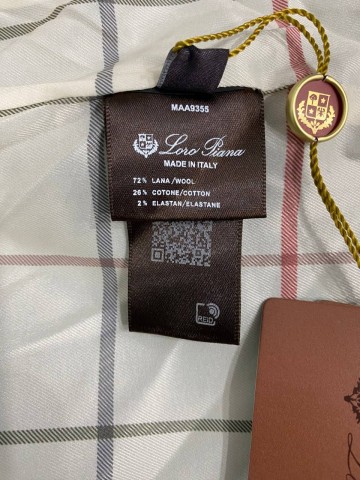 MAA9355
Loro Piana
MADE IN ITALY
72% LANA/WOOL
26% COTONE/COTTON
2% ELASTAN/ELASTANE
RFID